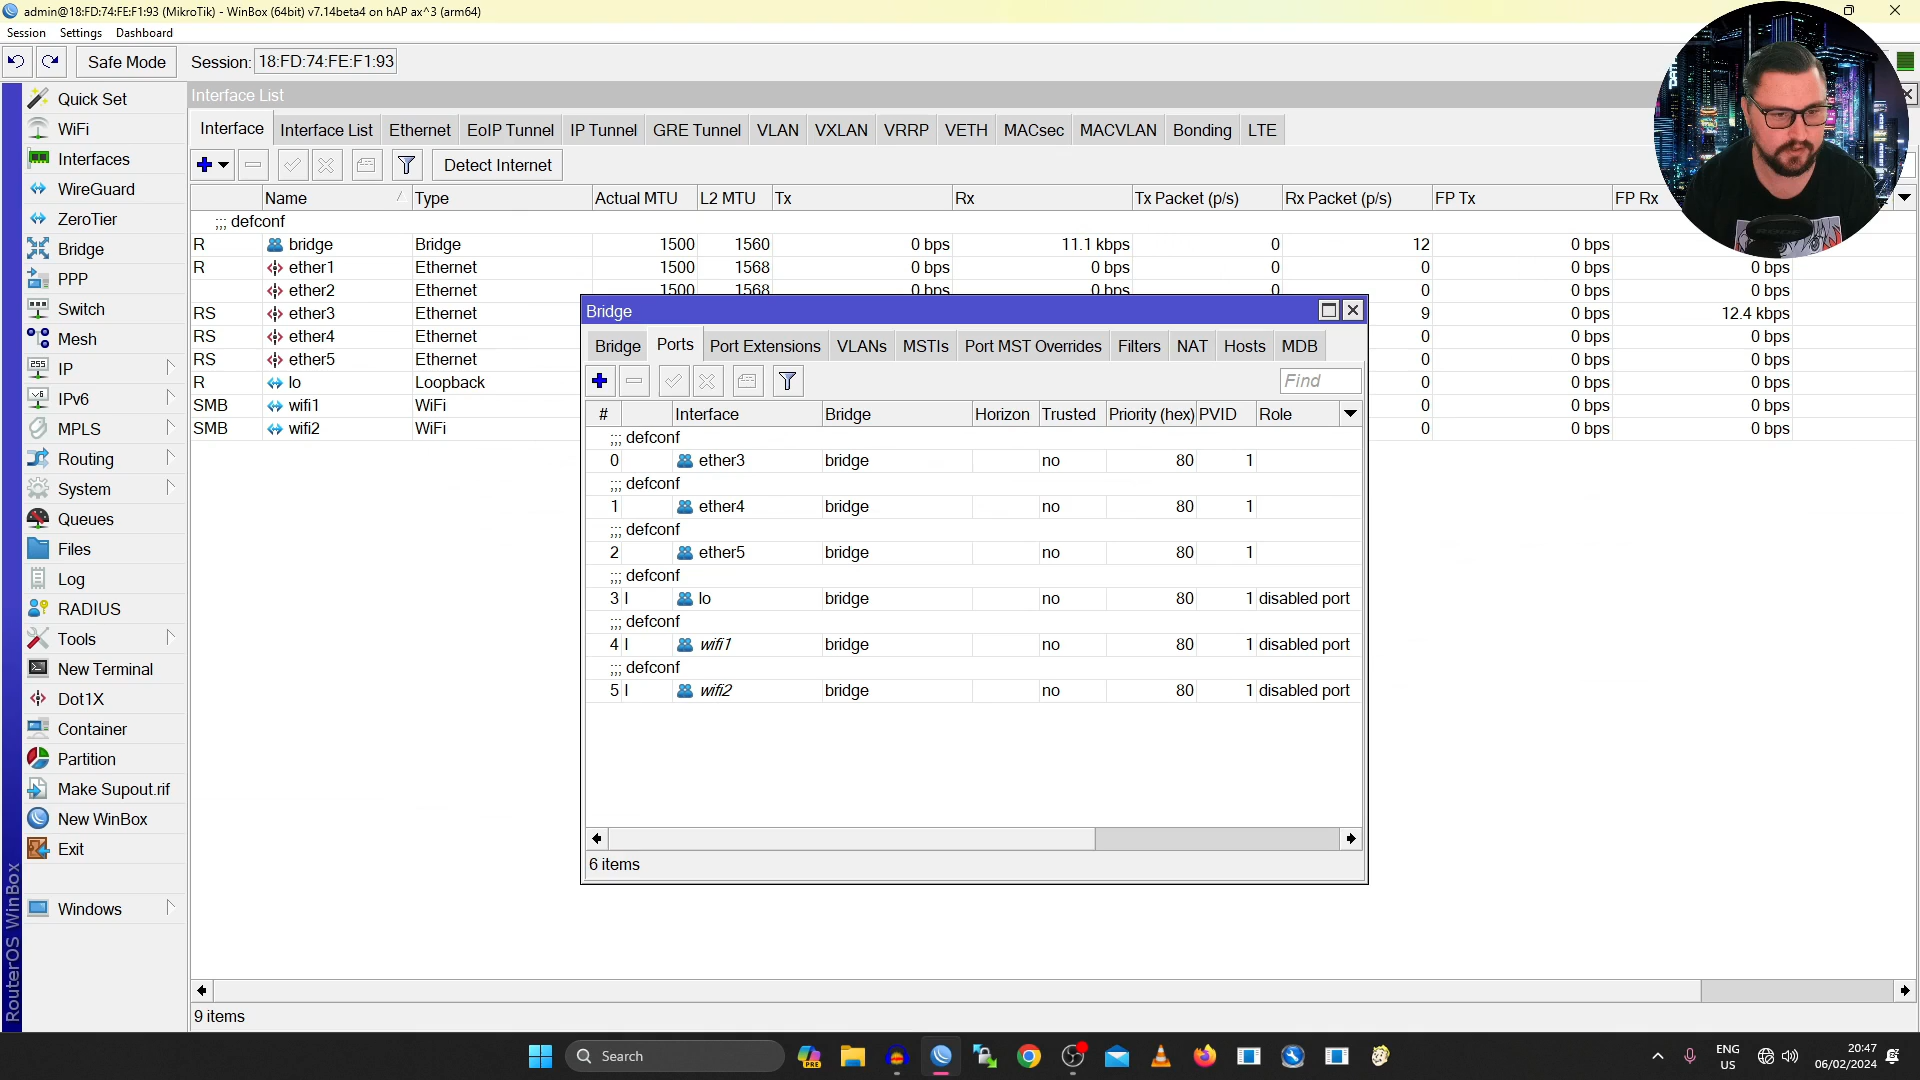 admin@18:FD:74:FE:F1:93 (MikroTik) - WinBox (64bit) v7.14beta4 on hAP ax^3 (arm64)
Session Settings Dashboard
Safe Mode Session: 18:FD:74:FE:F1:93
Quick Set
WiFi
Interfaces
WireGuard
ZeroTier
Bridge
PPP
Switch
Mesh
IP
IPv6
MPLS
Routing
System
Queues
Files
Log
RADIUS
Tools
New Terminal
Dot1X
Container
Partition
Make Supout.rif
New WinBox
Exit
Windows
RouterOS WinBox
Interface List
Interface Interface List Ethernet EoIP Tunnel IP Tunnel GRE Tunnel VLAN VXLAN VRRP VETH MACsec MACVLAN Bonding LTE
Detect Internet
Name Type Actual MTU L2 MTU Tx Rx Tx Packet (p/s) Rx Packet (p/s) FP Tx FP Rx
;;; defconf
R bridge Bridge 1500 1560 0 bps 11.1 kbps 0 12 0 bps
R ether1 Ethernet 1500 1568 0 bps 0 bps 0 0 0 bps 0 bps
ether2 Ethernet 1500 1568 0 bps 0 bps 0 0 0 bps 0 bps
RS ether3 Ethernet 9 0 bps 12.4 kbps
RS ether4 Ethernet 0 0 bps 0 bps
RS ether5 Ethernet 0 0 bps 0 bps
R lo Loopback 0 0 bps 0 bps
SMB wifi1 WiFi 0 0 bps 0 bps
SMB wifi2 WiFi 0 0 bps 0 bps
Bridge
Bridge Ports Port Extensions VLANs MSTIs Port MST Overrides Filters NAT Hosts MDB
Find
# Interface Bridge Horizon Trusted Priority (hex) PVID Role
;;; defconf
0 ether3 bridge no 80 1
;;; defconf
1 ether4 bridge no 80 1
;;; defconf
2 ether5 bridge no 80 1
;;; defconf
3 I lo bridge no 80 1 disabled port
;;; defconf
4 I wifi1 bridge no 80 1 disabled port
;;; defconf
5 I wifi2 bridge no 80 1 disabled port
6 items
9 items
Search
PRE
ENG
US
20:47
06/02/2024